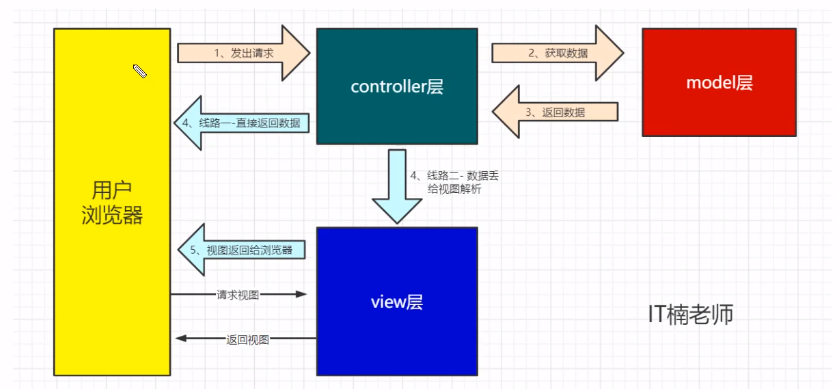 1、发出请求
2、获取数据
controller层
model层
3、返回数据
4、线路一-直接返回数据
4、线路二- 数据丢
给视图解析
用户
浏览器
5、视图返回给浏览器
请求视图
view层
IT楠老师
返回视图